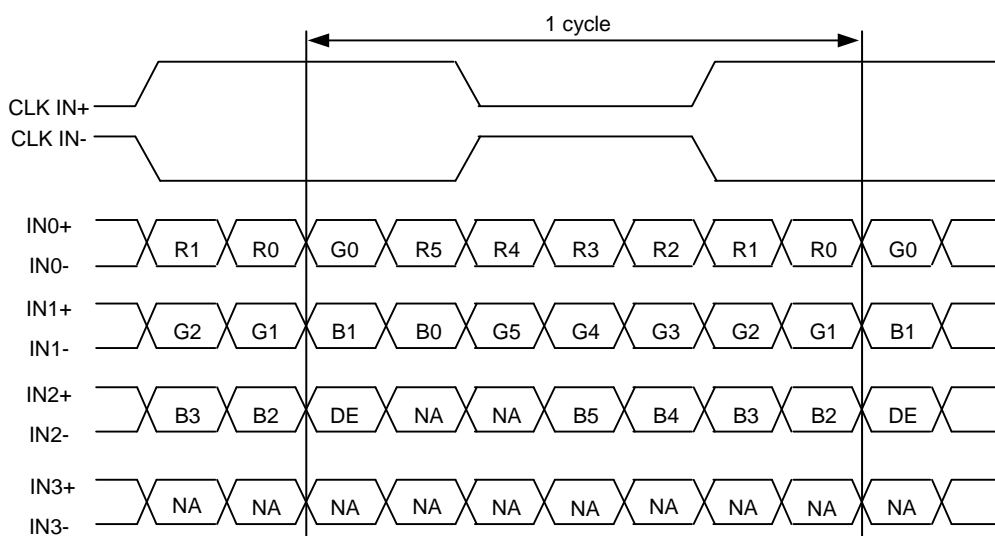 1 cycle
CLK IN+
CLK IN-
IN0+
R1 R0 G0 R5 R4 R3 R2 R1 R0 G0
IN0-
IN1+
G2 G1 B1 B0 G5 G4 G3 G2 G1 B1
IN1-
IN2+
B3 B2 DE NA NA B5 B4 B3 B2 DE
IN2-
IN3+
NA NA NA NA NA NA NA NA NA NA
IN3-